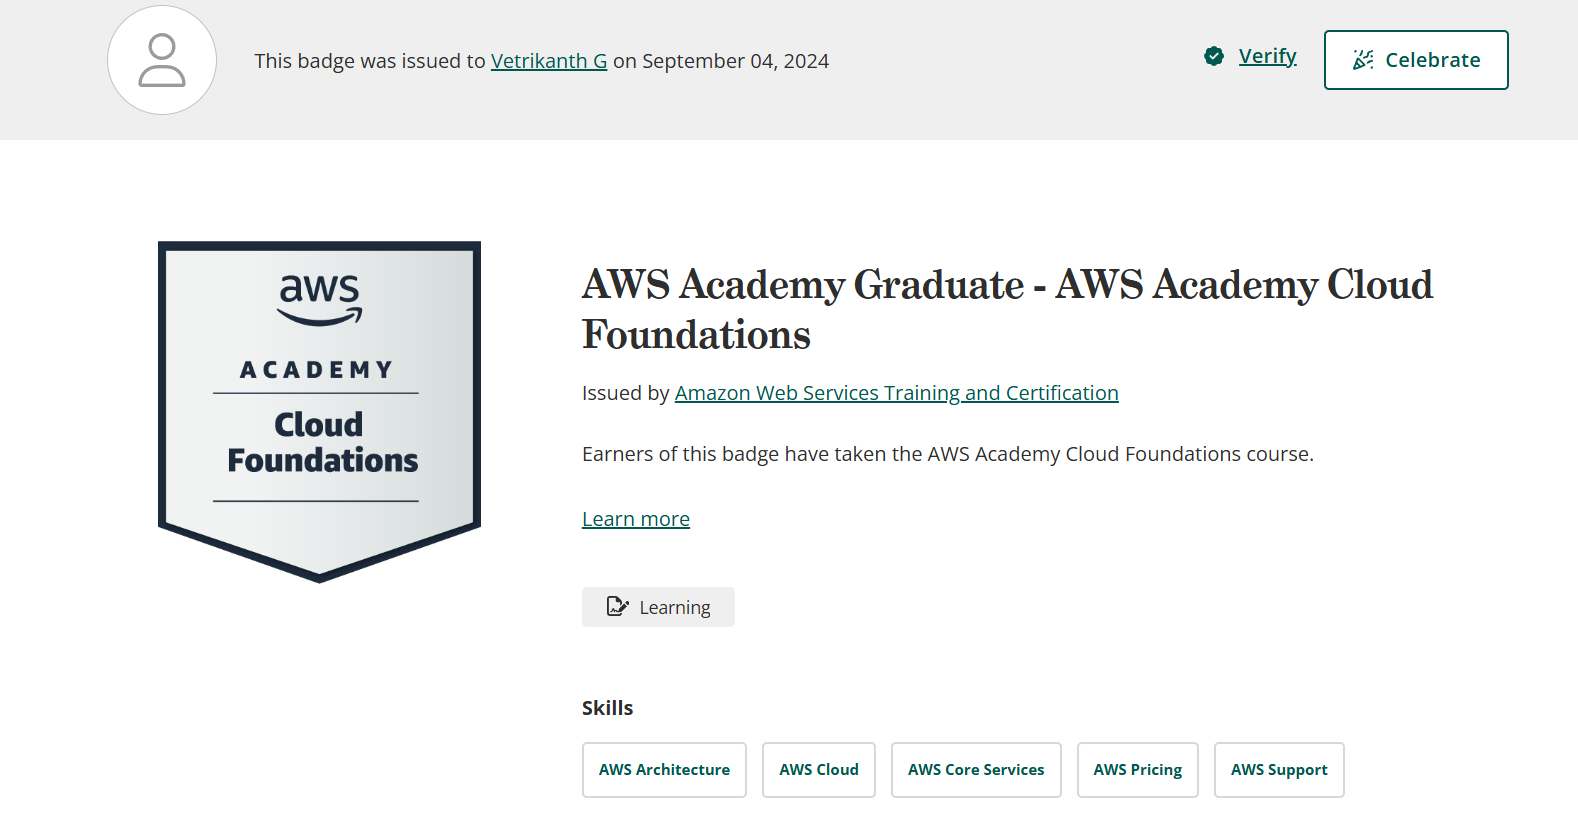 This badge was issued to Vetrikanth G on September 04, 2024
Verify
Celebrate
aws
ACADEMY
Cloud
Foundations
AWS Academy Graduate - AWS Academy Cloud
Foundations
Issued by Amazon Web Services Training and Certification
Earners of this badge have taken the AWS Academy Cloud Foundations course.
Learn more
Learning
Skills
AWS Architecture
AWS Cloud
AWS Core Services
AWS Pricing
AWS Support